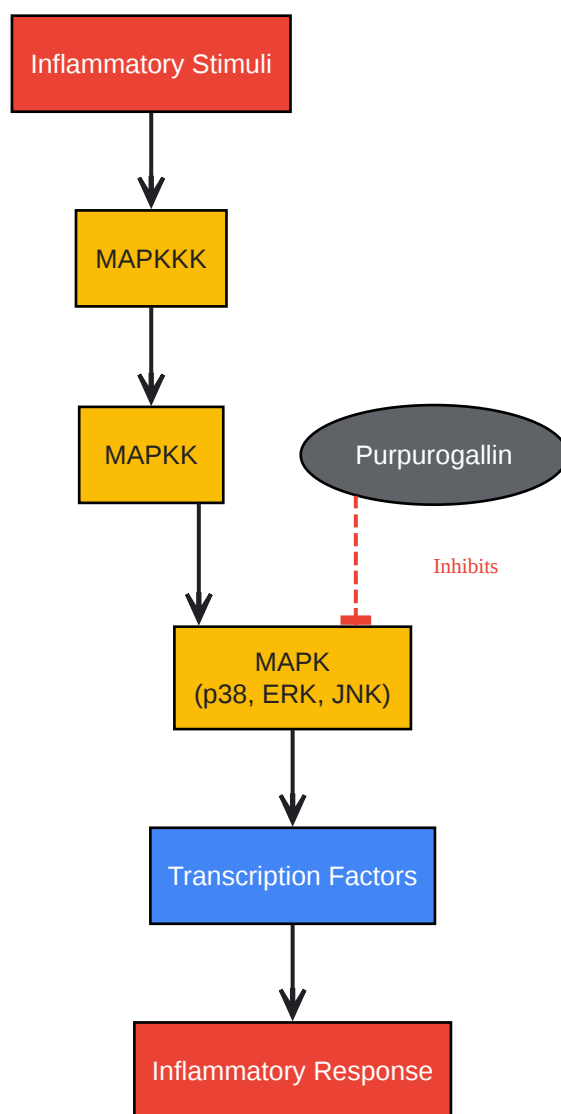 Inflammatory Stimuli
MAPKKK
MAPKK
Purpurogallin
Inhibits
MAPK
(p38, ERK, JNK)
Transcription Factors
Inflammatory Response